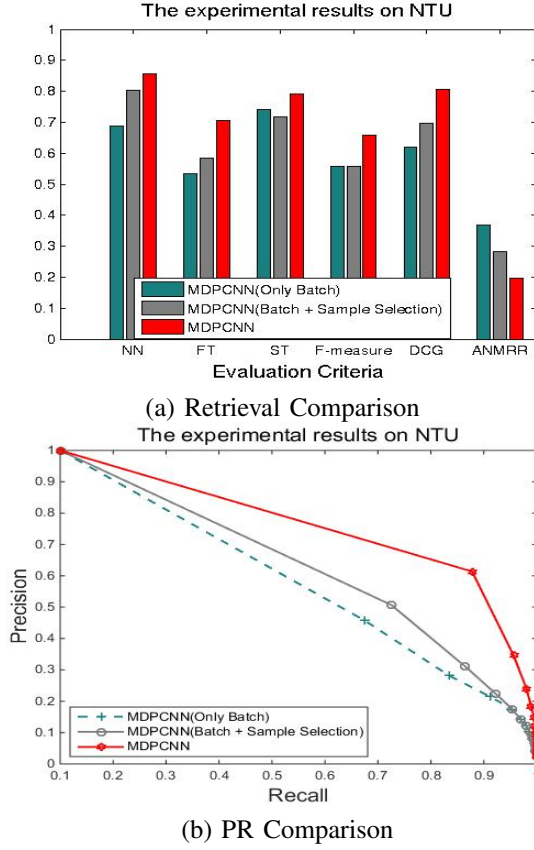 The experimental results on NTU
1
0.9
0.8
0.7
0.6
0.5
0.4
0.3
0.2
0.1
0
MDPCNN(Only Batch)
MDPCNN(Batch + Sample Selection)
MDPCNN
NN FT ST F-measure DCG ANMRR
Evaluation Criteria
(a) Retrieval Comparison
The experimental results on NTU
Precision
1
0.9
0.8
0.7
0.6
0.5
0.4
0.3
0.2
0.1
0
MDPCNN(Only Batch)
MDPCNN(Batch + Sample Selection)
MDPCNN
0.1 0.2 0.3 0.4 0.5 0.6 0.7 0.8 0.9
Recall
(b) PR Comparison